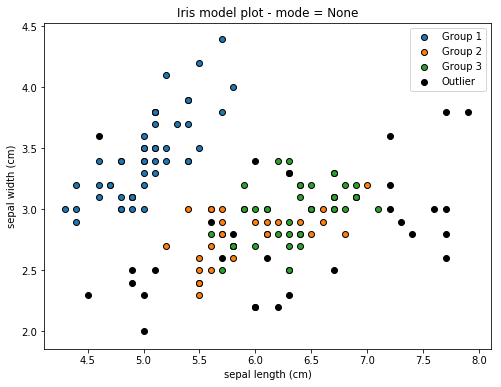 Iris model plot - mode = None
Group 1
Group 2
Group 3
Outlier
sepal width (cm)
4.5
4.0
3.5
3.0
2.5
2.0
4.5 5.0 5.5 6.0 6.5 7.0 7.5 8.0
sepal length (cm)